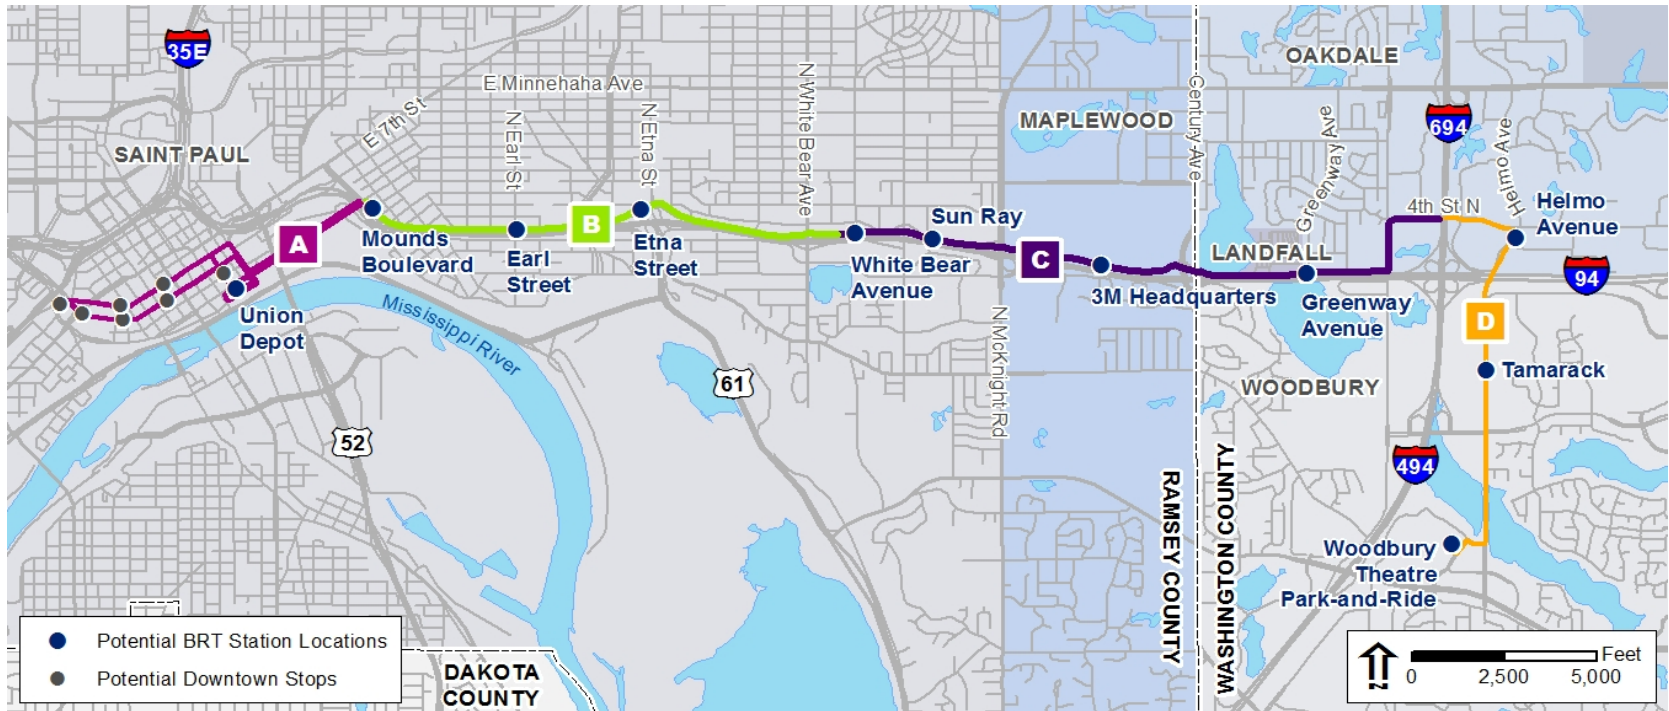 35E
E Minnehaha Ave
E 7th St
N Earl St
N Etna St
N White Bear Ave
SAINT PAUL
MAPLEWOOD
Century Ave
OAKDALE
Greenway Ave
694
Helmo Ave
4th St N
Helmo
Avenue
A
B
C
D
Mounds
Boulevard
Earl
Street
Etna
Street
White Bear
Avenue
Sun Ray
3M Headquarters
LANDFALL
Greenway
Avenue
94
Union
Depot
Mississippi River
N McKnight Rd
61
52
WOODBURY
Tamarack
494
RAMSEY COUNTY
WASHINGTON COUNTY
Woodbury
Theatre
Park-and-Ride
Potential BRT Station Locations
Potential Downtown Stops
DAKOTA
COUNTY
N
Feet
0 2,500 5,000